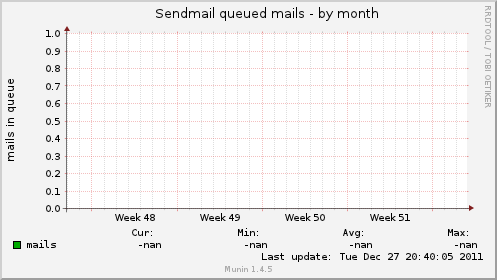 Sendmail queued mails - by month
RRDTOOL / TOBI OETIKER
mails in queue
1.0
0.9
0.8
0.7
0.6
0.5
0.4
0.3
0.2
0.1
0.0
Week 48 Week 49 Week 50 Week 51
Cur: Min: Avg: Max:
mails -nan -nan -nan -nan
Last update: Tue Dec 27 20:40:05 2011
Munin 1.4.5